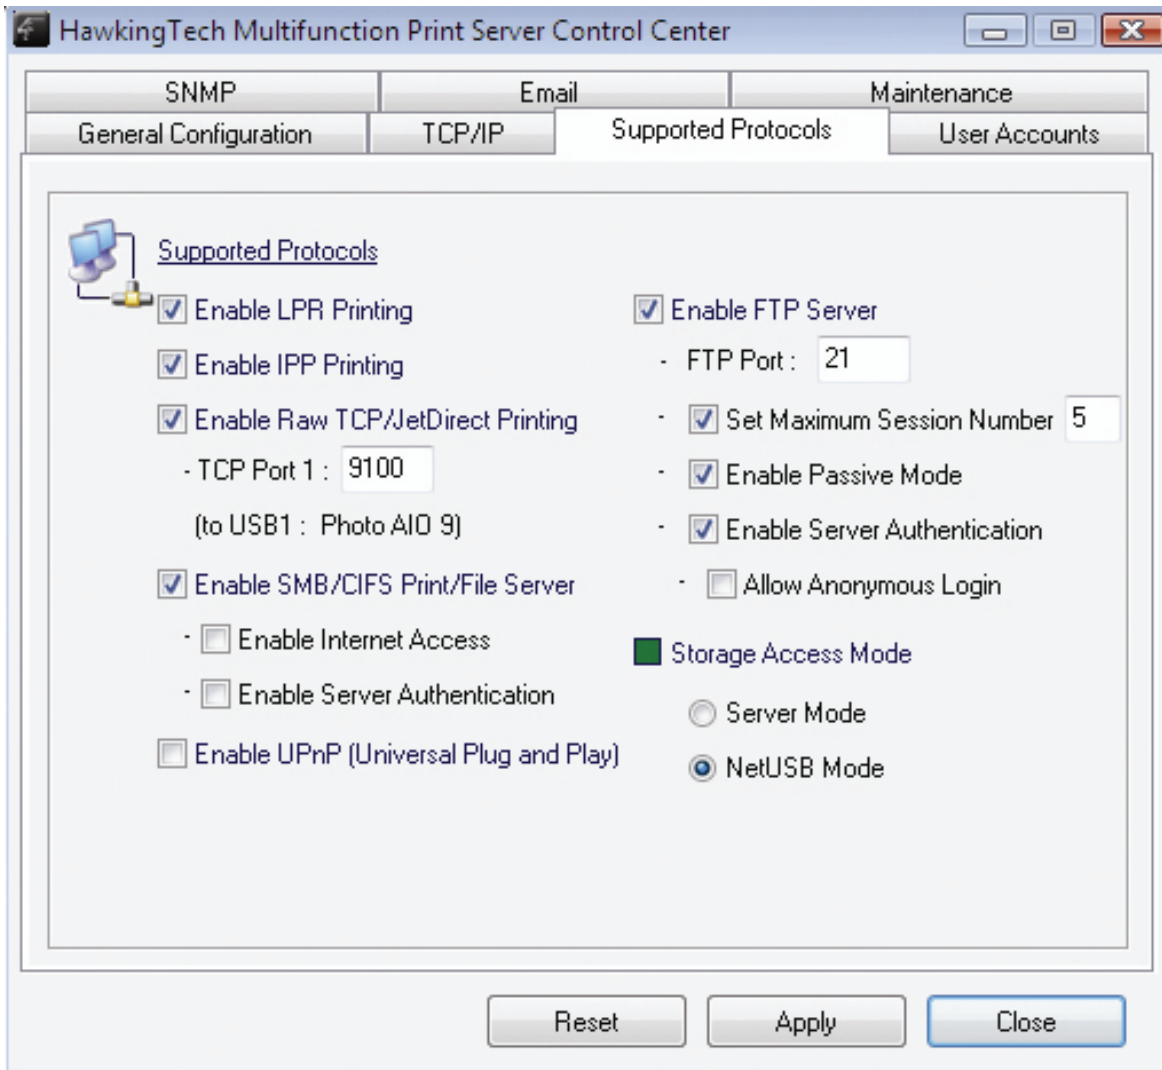 HawkingTech Multifunction Print Server Control Center
SNMP
Email
Maintenance
General Configuration
TCP/IP
Supported Protocols
User Accounts
Supported Protocols
Enable LPR Printing
Enable IPP Printing
Enable Raw TCP/JetDirect Printing
- TCP Port 1 : 9100
(to USB1 : Photo AIO 9)
Enable SMB/CIFS Print/File Server
- Enable Internet Access
- Enable Server Authentication
Enable UPnP (Universal Plug and Play)
Enable FTP Server
- FTP Port : 21
- Set Maximum Session Number 5
- Enable Passive Mode
- Enable Server Authentication
- Allow Anonymous Login
Storage Access Mode
Server Mode
NetUSB Mode
Reset
Apply
Close